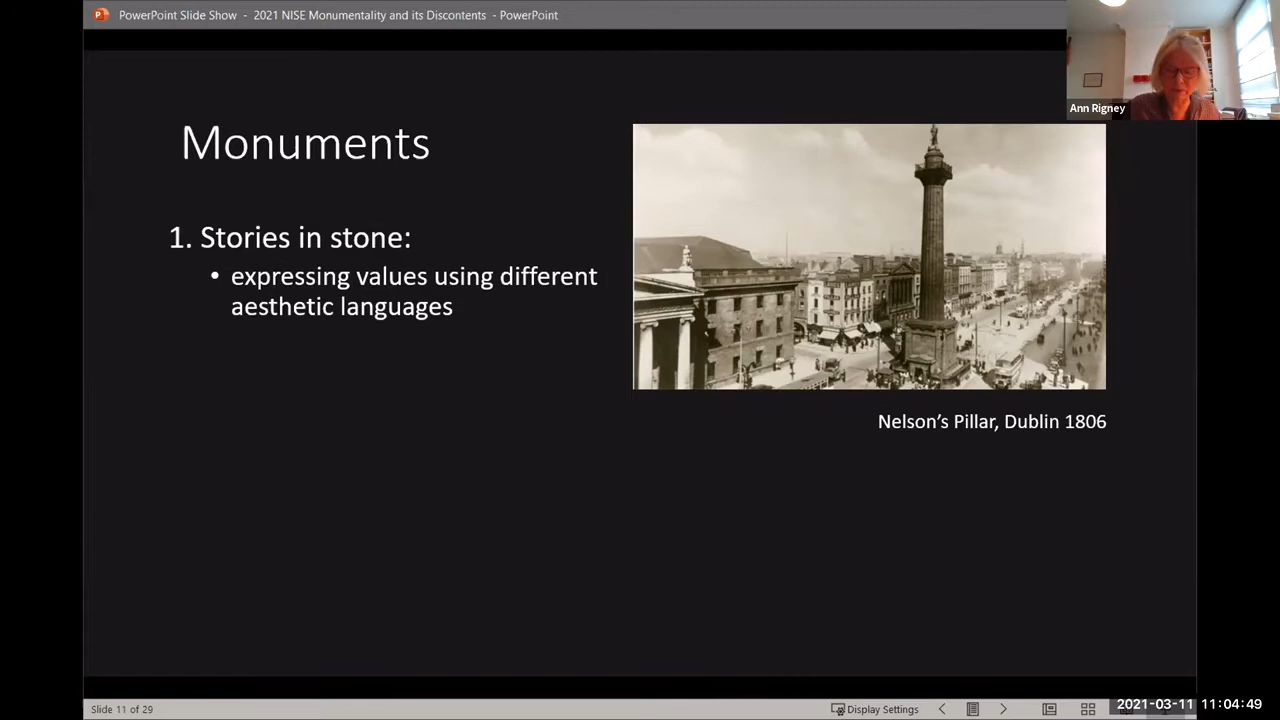 PowerPoint Slide Show - 2021 NISE Monumentality and its Discontents - PowerPoint
Ann Rigney
Monuments
1. Stories in stone:
• expressing values using different
aesthetic languages
Nelson's Pillar, Dublin 1806
Slide 11 of 29
Display Settings
2021-03-11 11:04:49